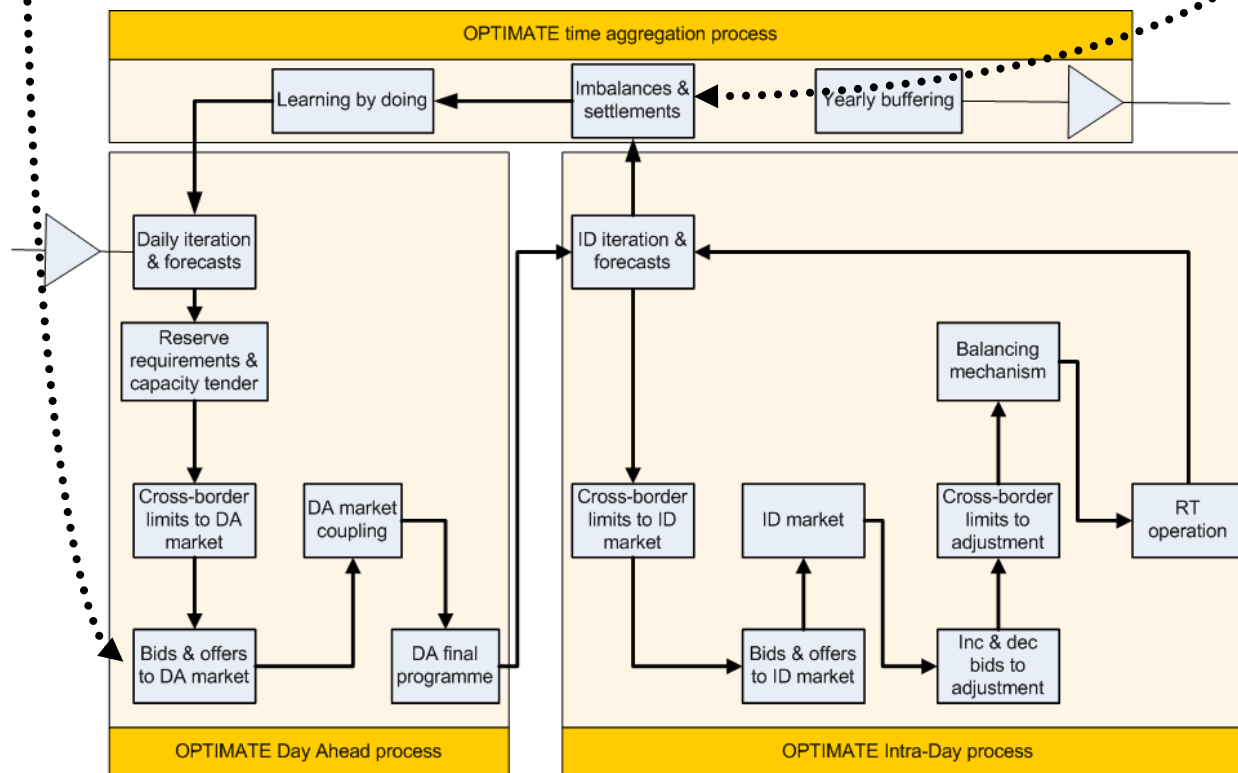 OPTIMATE time aggregation process
Learning by doing
Imbalances &
settlements
Yearly buffering
Daily iteration
& forecasts
Reserve
requirements &
capacity tender
Cross-border
limits to DA
market
Bids & offers
to DA market
DA market
coupling
DA final
programme
OPTIMATE Day Ahead process
ID iteration &
forecasts
Cross-border
limits to ID
market
Bids & offers
to ID market
ID market
Inc & dec
bids to
adjustment
Cross-border
limits to
adjustment
Balancing
mechanism
RT
operation
OPTIMATE Intra-Day process